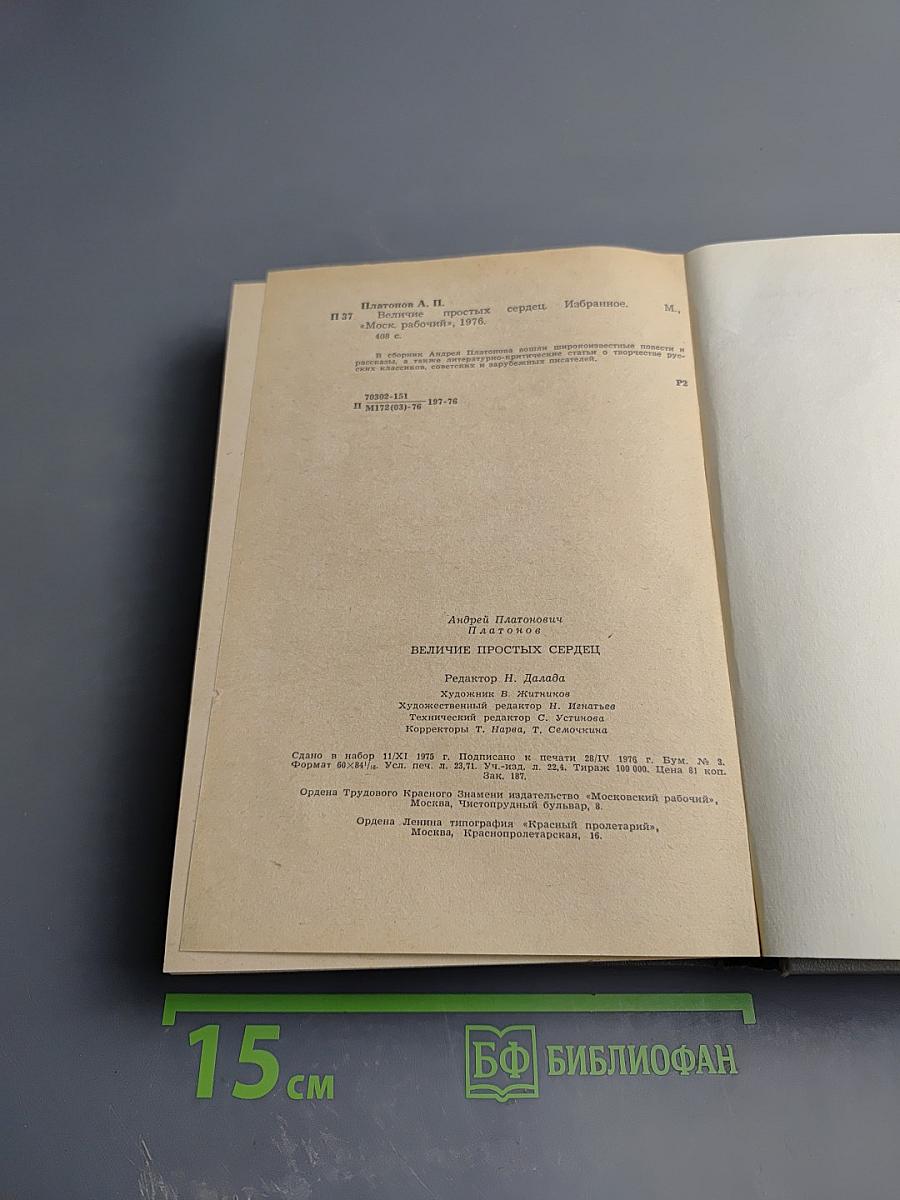 Платонов А. П.
П 37 Величие простых сердец. Избранное. М.,
«Моск. рабочий», 1976.
408 с.
В сборник Андрея Платонова вошли широкоизвестные повести и
рассказы, а также литературно-критические статьи о творчестве рус-
ских классиков, советских и зарубежных писателей.
Р2
70302-151
П М172(03)-76 197-76
Андрей Платонович
Платонов
ВЕЛИЧИЕ ПРОСТЫХ СЕРДЕЦ
Редактор Н. Далада
Художник В. Житников
Художественный редактор Н. Игнатьев
Технический редактор С. Устинова
Корректоры Т. Нарва, Т. Семочкина
Сдано в набор 11/XI 1975 г. Подписано к печати 28/IV 1976 г. Бум. № 3.
Формат 60×84¹/₁₆. Усл. печ. л. 23,71. Уч.-изд. л. 22,4. Тираж 100 000. Цена 81 коп.
Зак. 187.
Ордена Трудового Красного Знамени издательство «Московский рабочий»,
Москва, Чистопрудный бульвар, 8.
Ордена Ленина типография «Красный пролетарий»,
Москва, Краснопролетарская, 16.
15 см
БФ БИБЛИОФАН